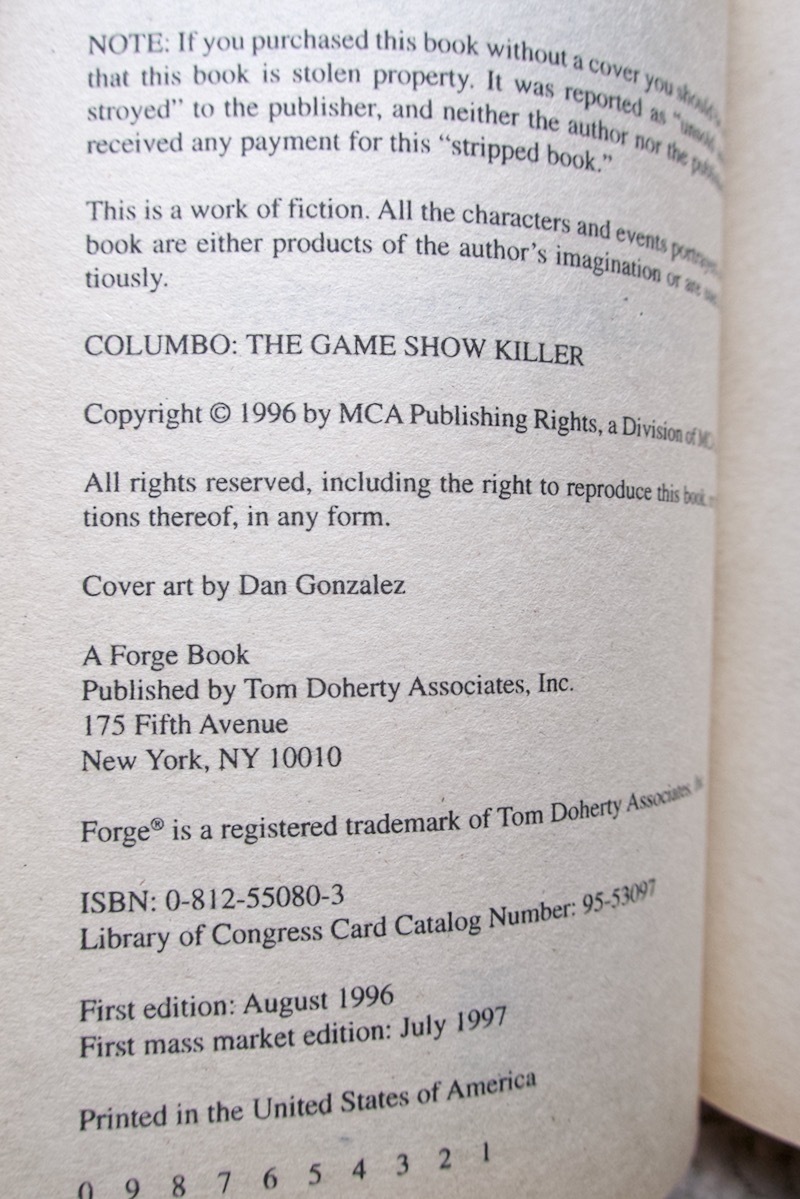 NOTE: If you purchased this book without a cover you should
that this book is stolen property. It was reported as "unsold
stroyed" to the publisher, and neither the author nor the
received any payment for this "stripped book."
This is a work of fiction. All the characters and events
book are either products of the author's imagination or are
tiously.
COLUMBO: THE GAME SHOW KILLER
Copyright © 1996 by MCA Publishing Rights, a Division of
All rights reserved, including the right to reproduce this book,
tions thereof, in any form.
Cover art by Dan Gonzalez
A Forge Book
Published by Tom Doherty Associates, Inc.
175 Fifth Avenue
New York, NY 10010
Forge® is a registered trademark of Tom Doherty Associates,
ISBN: 0-812-55080-3
Library of Congress Card Catalog Number: 95-53097
First edition: August 1996
First mass market edition: July 1997
Printed in the United States of America
0 9 8 7 6 5 4 3 2 1